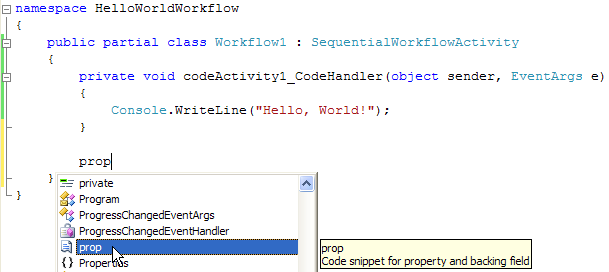 namespace HelloWorldWorkflow
{
public partial class Workflow1 : SequentialWorkflowActivity
{
private void codeActivity1_CodeHandler(object sender, EventArgs e)
{
Console.WriteLine("Hello, World!");
}
prop
}
}
private
Program
ProgressChangedEventArgs
ProgressChangedEventHandler
prop
{} Properties
prop
Code snippet for property and backing field